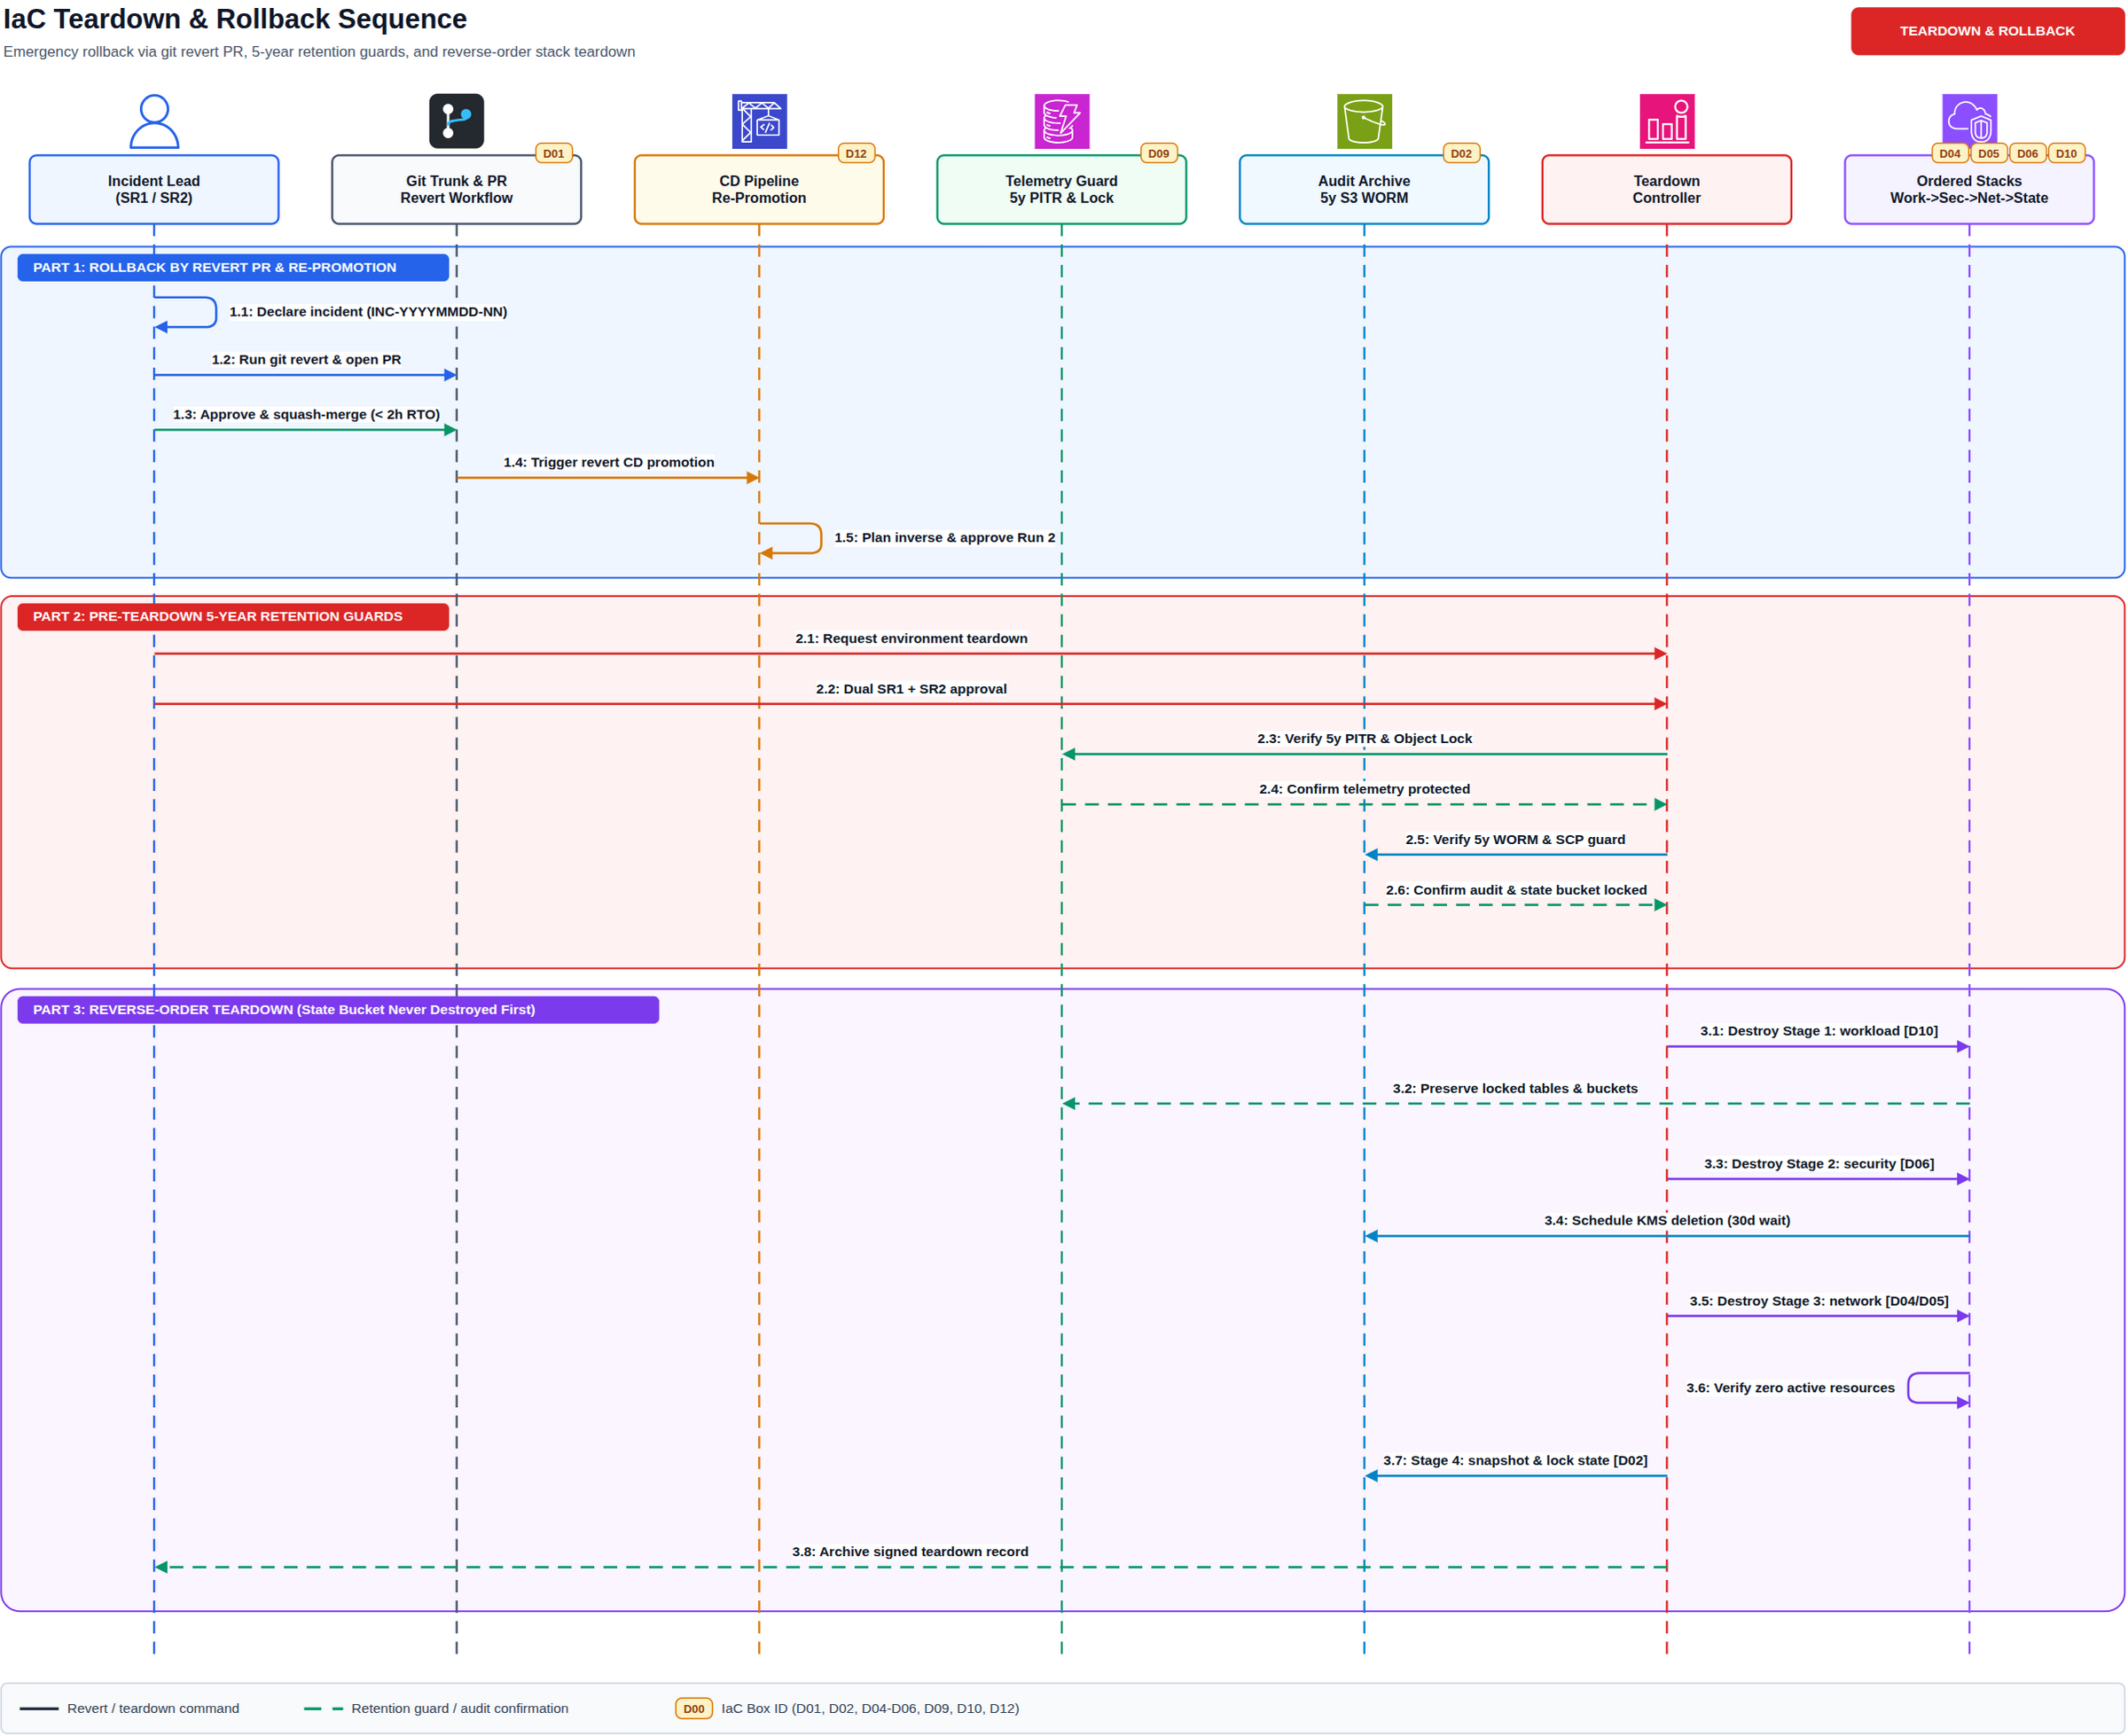 IaC Teardown & Rollback Sequence
Emergency rollback via git revert PR, 5-year retention guards, and reverse-order stack teardown
TEARDOWN & ROLLBACK
Incident Lead
(SR1 / SR2)
D01
Git Trunk & PR
Revert Workflow
D12
CD Pipeline
Re-Promotion
D09
Telemetry Guard
5y PITR & Lock
D02
Audit Archive
5y S3 WORM
Teardown
Controller
D04 D05 D06 D10
Ordered Stacks
Work->Sec->Net->State
PART 1: ROLLBACK BY REVERT PR & RE-PROMOTION
1.1: Declare incident (INC-YYYYMMDD-NN)
1.2: Run git revert & open PR
1.3: Approve & squash-merge (< 2h RTO)
1.4: Trigger revert CD promotion
1.5: Plan inverse & approve Run 2
PART 2: PRE-TEARDOWN 5-YEAR RETENTION GUARDS
2.1: Request environment teardown
2.2: Dual SR1 + SR2 approval
2.3: Verify 5y PITR & Object Lock
2.4: Confirm telemetry protected
2.5: Verify 5y WORM & SCP guard
2.6: Confirm audit & state bucket locked
PART 3: REVERSE-ORDER TEARDOWN (State Bucket Never Destroyed First)
3.1: Destroy Stage 1: workload [D10]
3.2: Preserve locked tables & buckets
3.3: Destroy Stage 2: security [D06]
3.4: Schedule KMS deletion (30d wait)
3.5: Destroy Stage 3: network [D04/D05]
3.6: Verify zero active resources
3.7: Stage 4: snapshot & lock state [D02]
3.8: Archive signed teardown record
Revert / teardown command
Retention guard / audit confirmation
D00
IaC Box ID (D01, D02, D04-D06, D09, D10, D12)